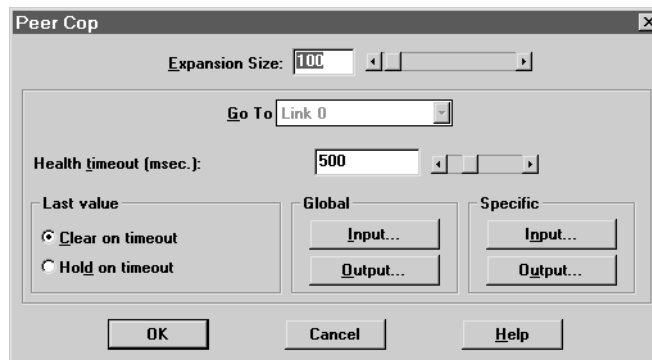 Peer Cop
Expansion Size: 100
Go To Link 0
Health timeout (msec.): 500
Last value
Clear on timeout
Hold on timeout
Global
Input...
Output...
Specific
Input...
Output...
OK Cancel Help